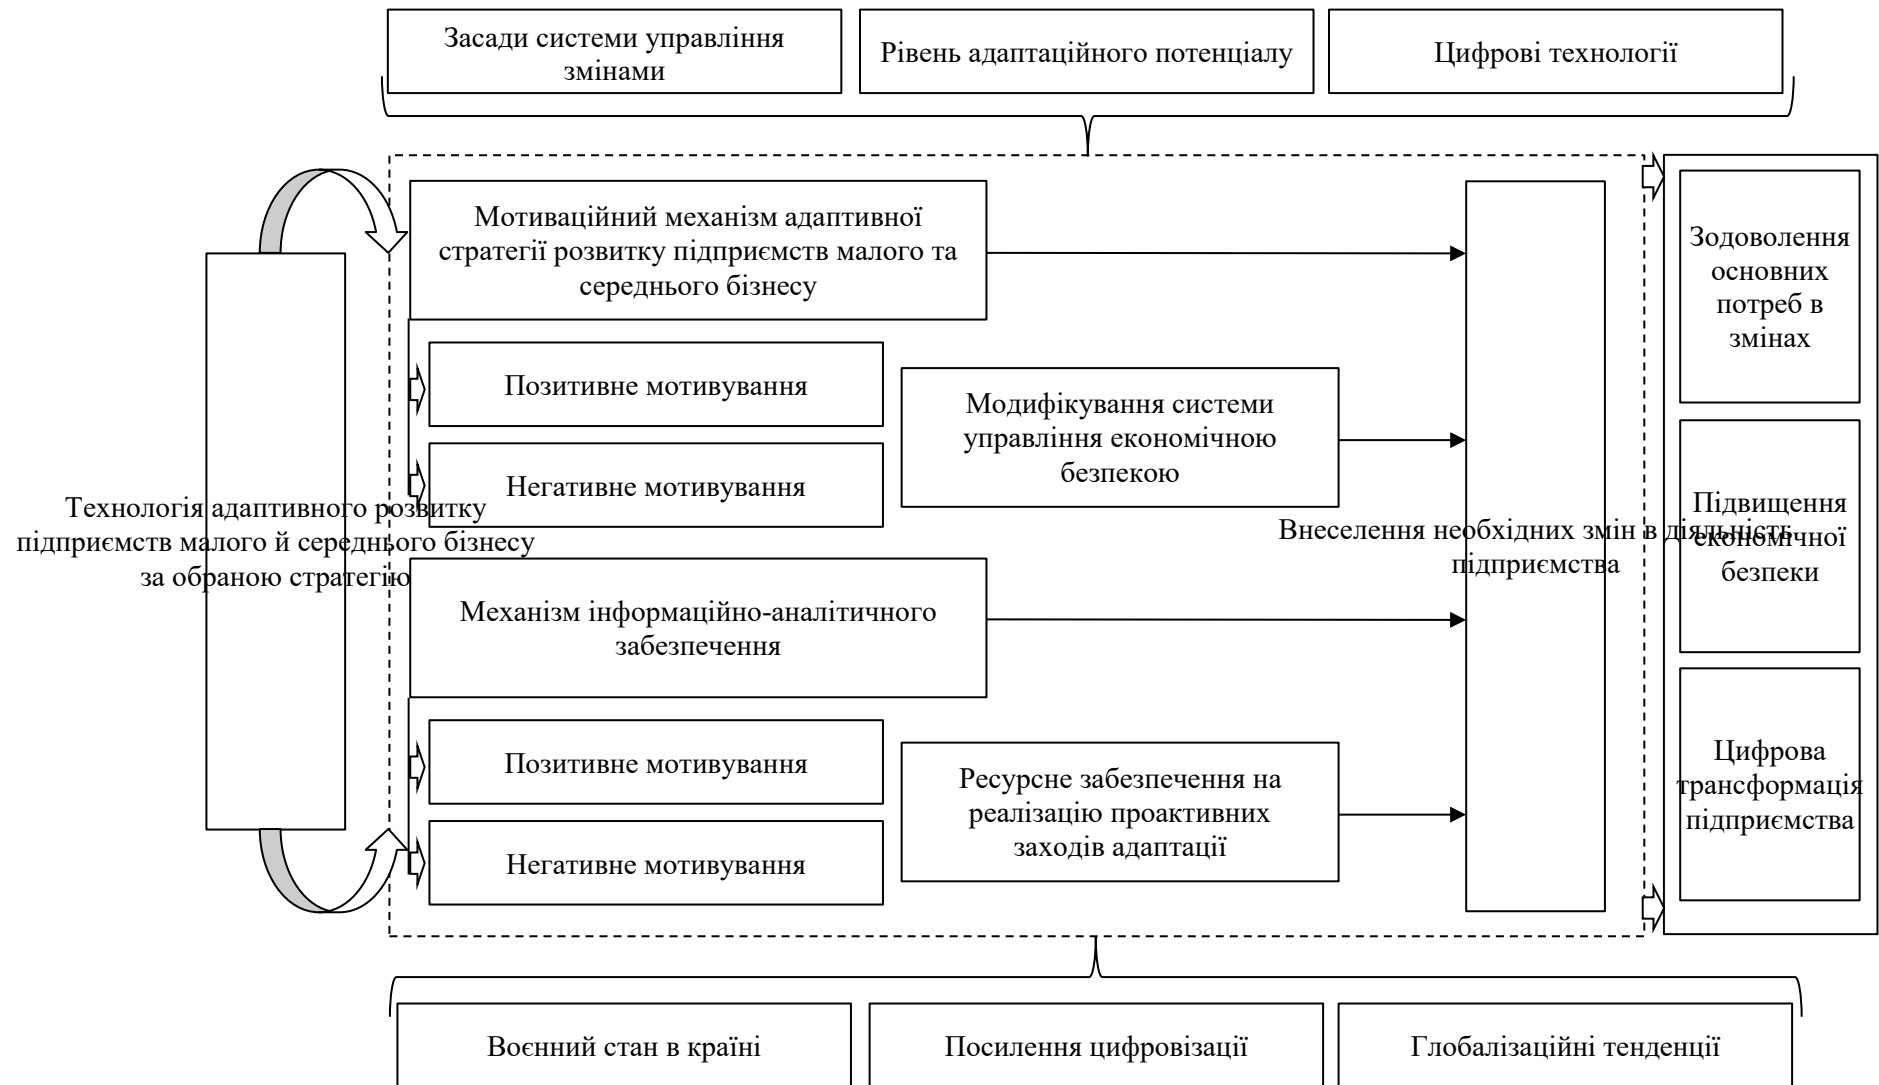 Засади системи управління
змінами
Рівень адаптаційного потенціалу
Цифрові технології
Мотиваційний механізм адаптивної
стратегії розвитку підприємств малого та
середнього бізнесу
Позитивне мотивування
Негативне мотивування
Модифікування системи
управління економічною
безпекою
Технологія адаптивного розвитку
підприємств малого й середнього бізнесу
за обраною стратегію
Механізм інформаційно-аналітичного
забезпечення
Позитивне мотивування
Негативне мотивування
Ресурсне забезпечення на
реалізацію проактивних
заходів адаптації
Внеселення необхідних змін в діяльність
підприємства
Зодоволення
основних
потреб в
змінах
Підвищення
економічної
безпеки
Цифрова
трансформація
підприємства
Воєнний стан в країні
Посилення цифровізації
Глобалізаційні тенденції